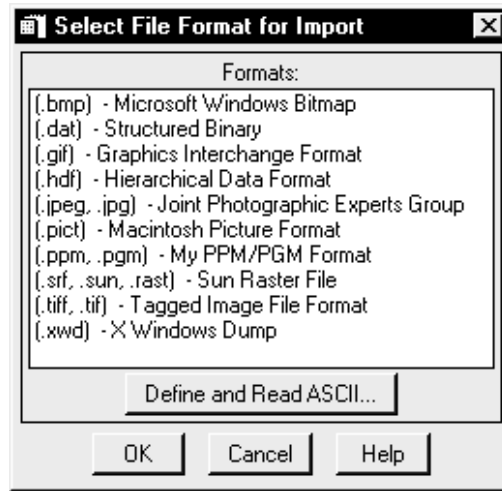 Select File Format for Import
Formats:
(.bmp) - Microsoft Windows Bitmap
(.dat) - Structured Binary
(.gif) - Graphics Interchange Format
(.hdf) - Hierarchical Data Format
(.jpeg, .jpg) - Joint Photographic Experts Group
(.pict) - Macintosh Picture Format
(.ppm, .pgm) - My PPM/PGM Format
(.srf, .sun, .rast) - Sun Raster File
(.tiff, .tif) - Tagged Image File Format
(.xwd) - X Windows Dump
Define and Read ASCII...
OK Cancel Help